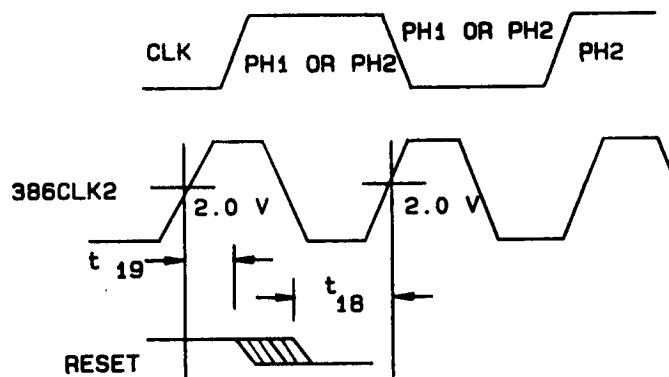 PH1 OR PH2
CLK
PH1 OR PH2
PH2
386CLK2
2.0 V
2.0 V
t 19
t 18
RESET